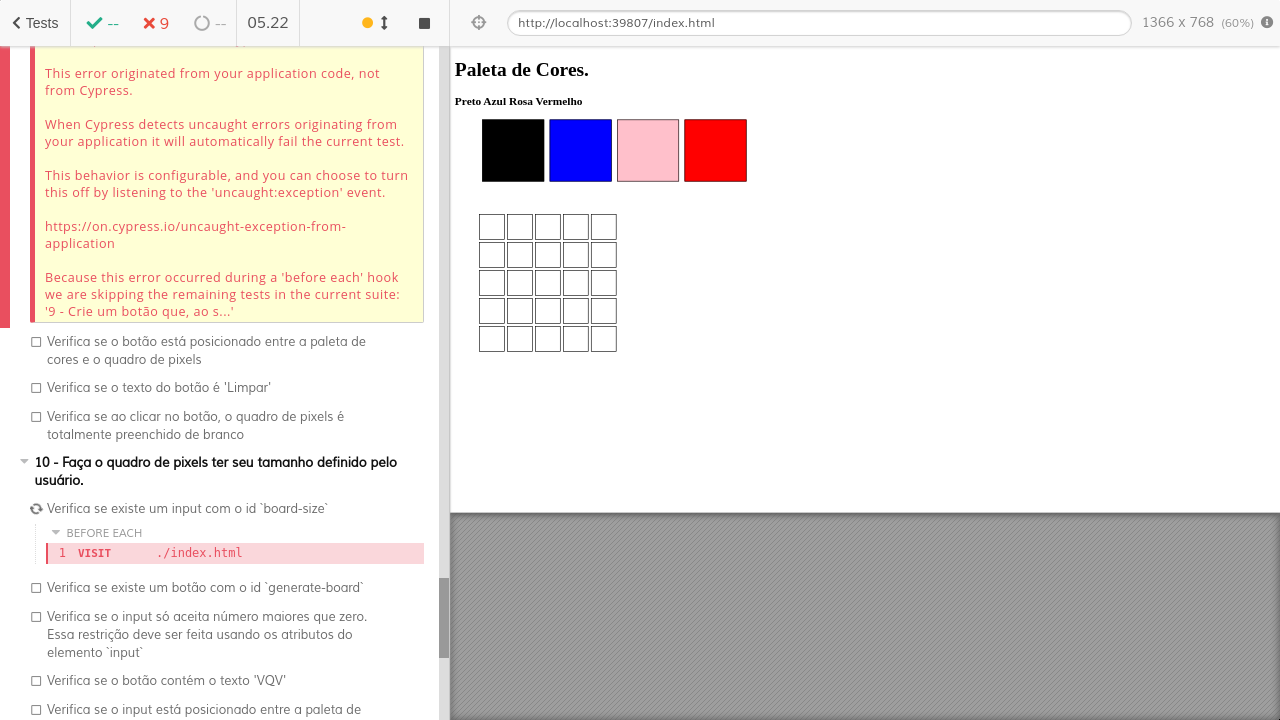 Tests
--
9
--
05.22
http://localhost:39807/index.html
1366 x 768 (60%)
This error originated from your application code, not
from Cypress.
When Cypress detects uncaught errors originating from
your application it will automatically fail the current test.
This behavior is configurable, and you can choose to turn
this off by listening to the 'uncaught:exception' event.
https://on.cypress.io/uncaught-exception-from-
application
Because this error occurred during a 'before each' hook
we are skipping the remaining tests in the current suite:
'9 - Crie um botão que, ao s...'
Verifica se o botão está posicionado entre a paleta de
cores e o quadro de pixels
Verifica se o texto do botão é 'Limpar'
Verifica se ao clicar no botão, o quadro de pixels é
totalmente preenchido de branco
10 - Faça o quadro de pixels ter seu tamanho definido pelo
usuário.
Verifica se existe um input com o id `board-size`
BEFORE EACH
1 VISIT ./index.html
Verifica se existe um botão com o id `generate-board`
Verifica se o input só aceita número maiores que zero.
Essa restrição deve ser feita usando os atributos do
elemento `input`
Verifica se o botão contém o texto 'VQV'
Verifica se o input está posicionado entre a paleta de
Paleta de Cores.
Preto Azul Rosa Vermelho